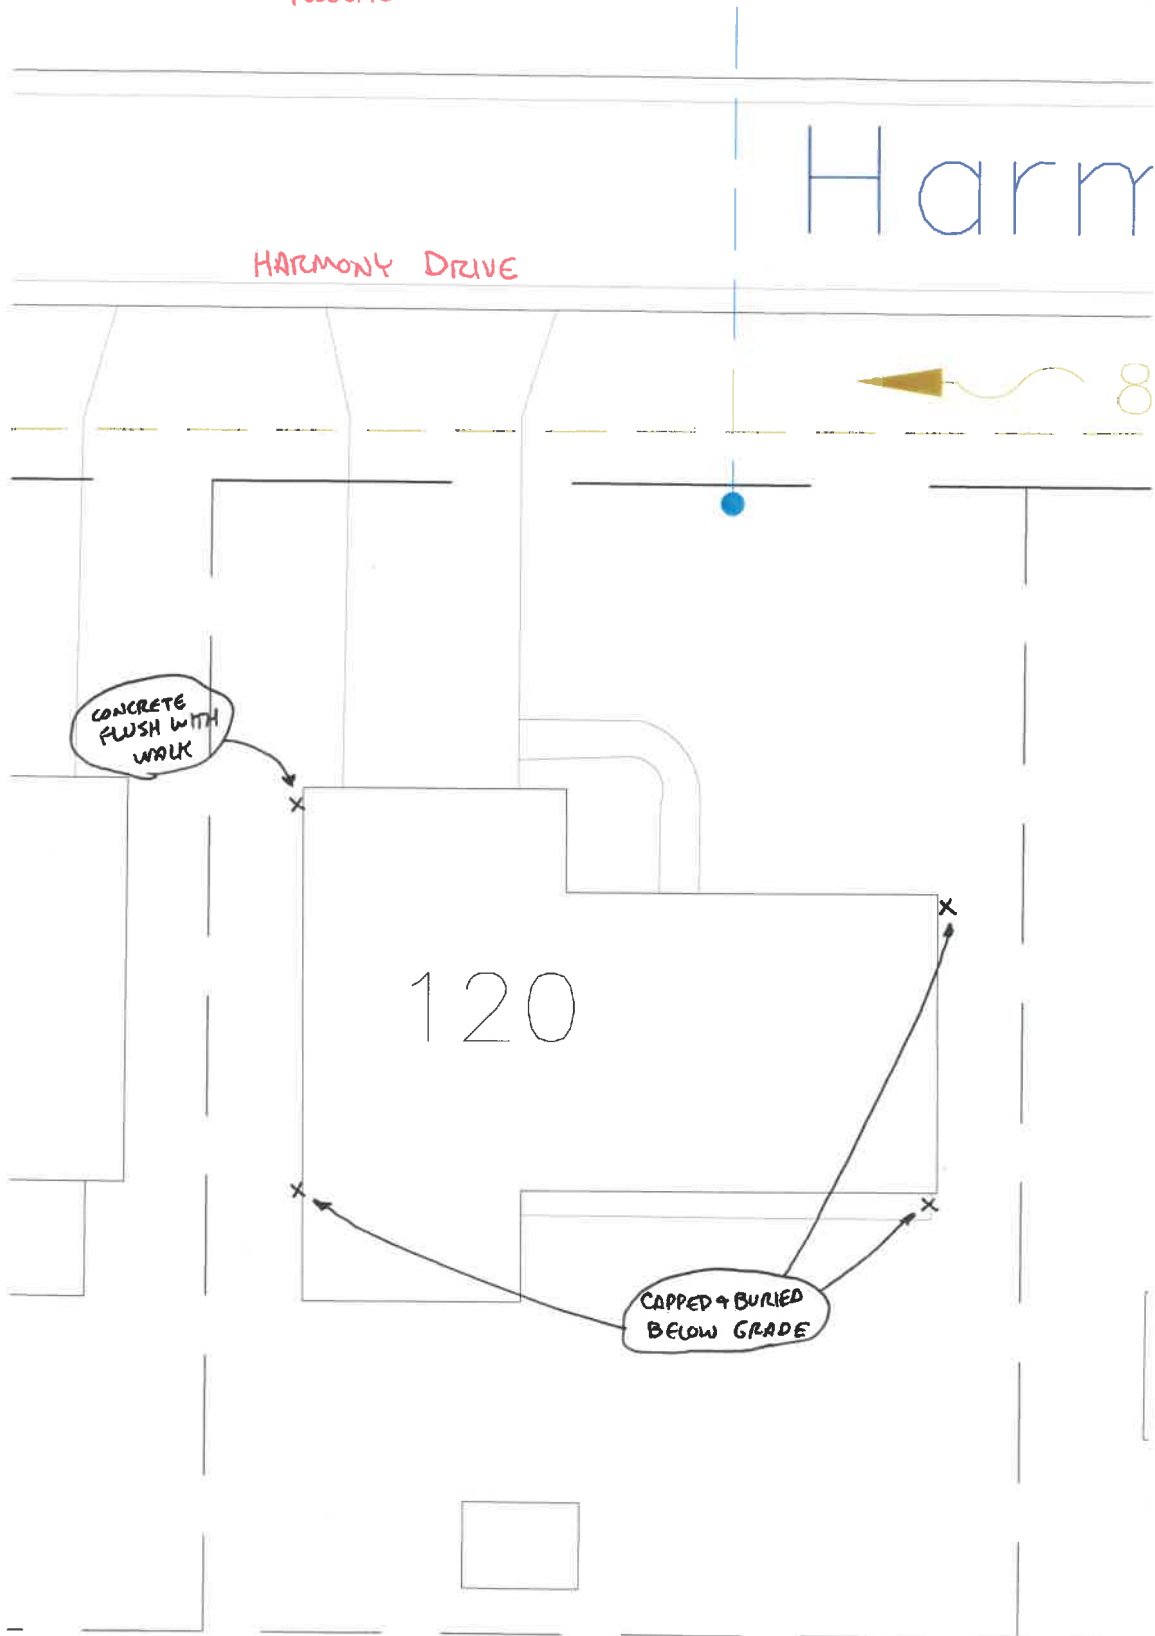 Harm
HARMONY DRIVE
8
CONCRETE
FLUSH WITH
WALK
120
CAPPED & BURIED
BELOW GRADE